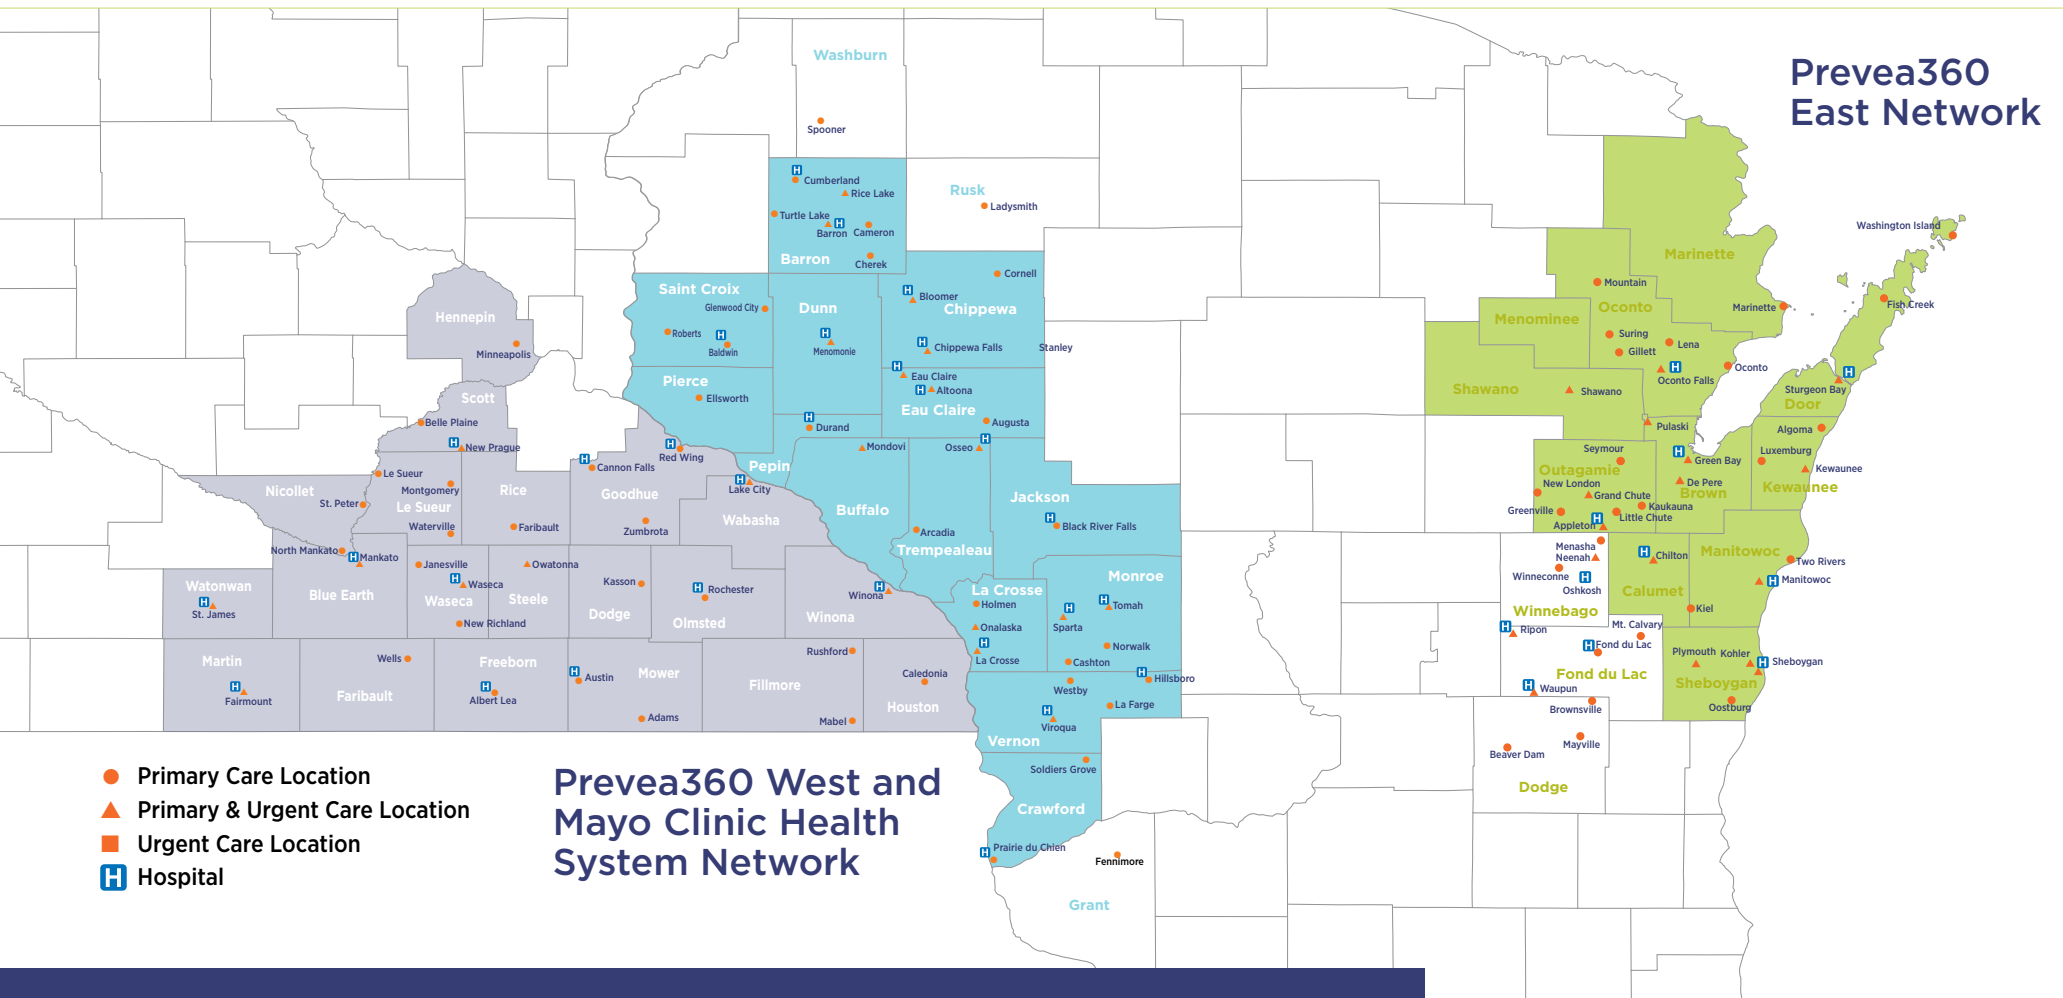 Prevea360
East Network
Washburn
Spooner
Cumberland
Rice Lake
Turtle Lake
Barron
Cameron
Cherek
Barron
Rusk
Ladysmith
Saint Croix
Glenwood City
Roberts
Baldwin
Dunn
Menomonie
Cornell
Bloomer
Chippewa
Chippewa Falls
Stanley
Eau Claire
Altoona
Eau Claire
Augusta
Pierce
Ellsworth
Durand
Pepin
Mondovi
Osseo
Buffalo
Arcadia
Trempealeau
Jackson
Black River Falls
Monroe
Tomah
Sparta
Norwalk
Cashton
La Crosse
Holmen
Onalaska
La Crosse
Hillsboro
Westby
La Farge
Viroqua
Vernon
Soldiers Grove
Crawford
Prairie du Chien
Fennimore
Grant
Hennepin
Minneapolis
Scott
Belle Plaine
New Prague
Le Sueur
Montgomery
Le Sueur
Waterville
Nicollet
St. Peter
Rice
Faribault
Cannon Falls
Red Wing
Goodhue
Zumbrota
Lake City
Wabasha
North Mankato
Mankato
Blue Earth
Watonwan
St. James
Janesville
Waseca
Waseca
New Richland
Owatonna
Steele
Kasson
Dodge
Rochester
Olmsted
Winona
Winona
Martin
Fairmount
Wells
Faribault
Freeborn
Albert Lea
Austin
Mower
Adams
Fillmore
Rushford
Mabel
Caledonia
Houston
Washington Island
Marinette
Marinette
Fish Creek
Mountain
Oconto
Suring
Gillett
Lena
Oconto Falls
Oconto
Menominee
Shawano
Shawano
Pulaski
Sturgeon Bay
Door
Algoma
Luxemburg
Kewaunee
Kewaunee
Green Bay
De Pere
Brown
Seymour
Outagamie
New London
Grand Chute
Greenville
Kaukauna
Little Chute
Appleton
Menasha
Neenah
Winneconne
Oshkosh
Winnebago
Chilton
Calumet
Manitowoc
Two Rivers
Manitowoc
Kiel
Ripon
Mt. Calvary
Fond du Lac
Fond du Lac
Waupun
Brownsville
Plymouth
Kohler
Sheboygan
Sheboygan
Oostburg
Beaver Dam
Mayville
Dodge
Primary Care Location
Primary & Urgent Care Location
Urgent Care Location
H Hospital
Prevea360 West and
Mayo Clinic Health
System Network